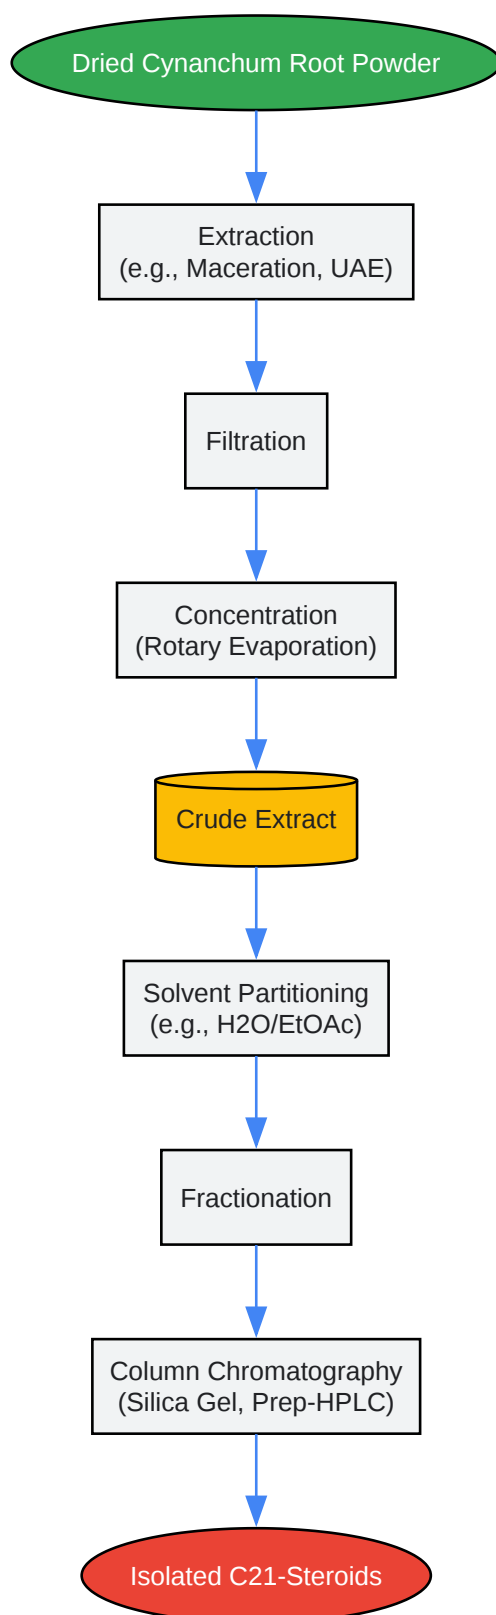 Dried Cynanchum Root Powder
Extraction
(e.g., Maceration, UAE)
Filtration
Concentration
(Rotary Evaporation)
Crude Extract
Solvent Partitioning
(e.g., H2O/EtOAc)
Fractionation
Column Chromatography
(Silica Gel, Prep-HPLC)
Isolated C21-Steroids